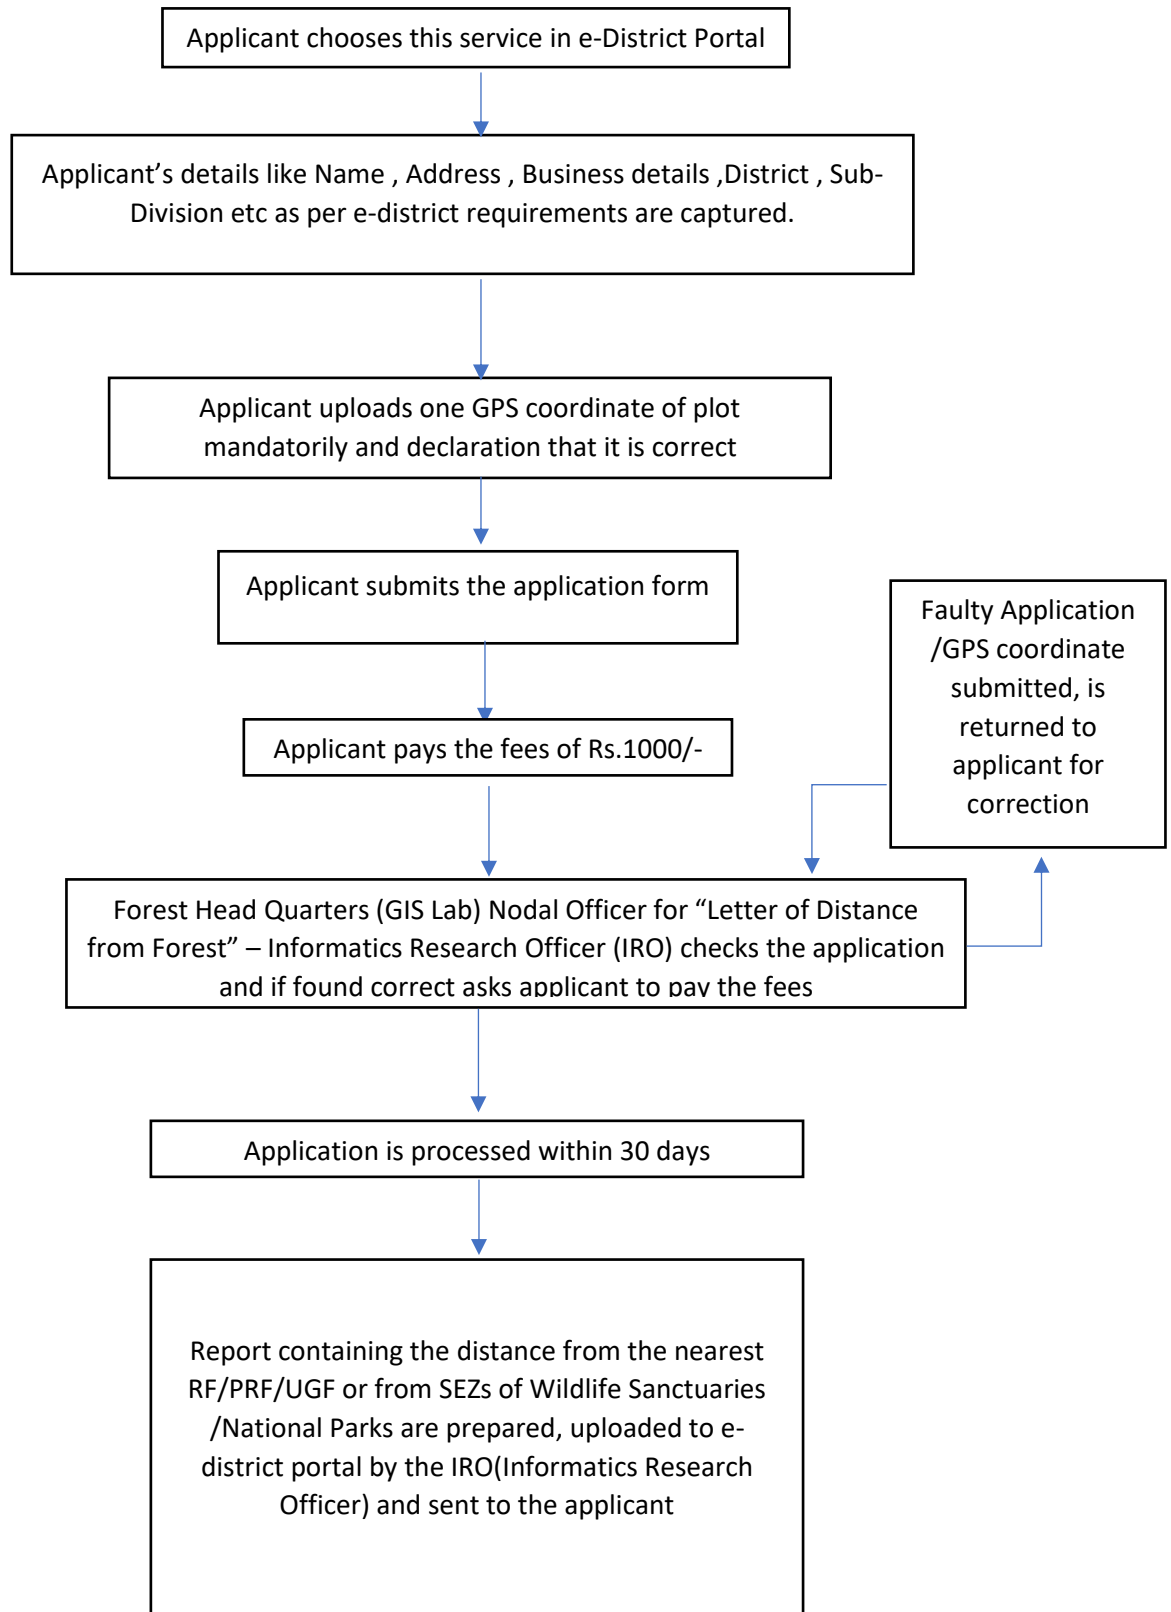 Applicant chooses this service in e-District Portal
Applicant’s details like Name , Address , Business details ,District , Sub-
Division etc as per e-district requirements are captured.
Applicant uploads one GPS coordinate of plot
mandatorily and declaration that it is correct
Applicant submits the application form
Faulty Application
/GPS coordinate
submitted, is
returned to
applicant for
correction
Applicant pays the fees of Rs.1000/-
Forest Head Quarters (GIS Lab) Nodal Officer for “Letter of Distance
from Forest” – Informatics Research Officer (IRO) checks the application
and if found correct asks applicant to pay the fees
Application is processed within 30 days
Report containing the distance from the nearest
RF/PRF/UGF or from SEZs of Wildlife Sanctuaries
/National Parks are prepared, uploaded to e-
district portal by the IRO(Informatics Research
Officer) and sent to the applicant